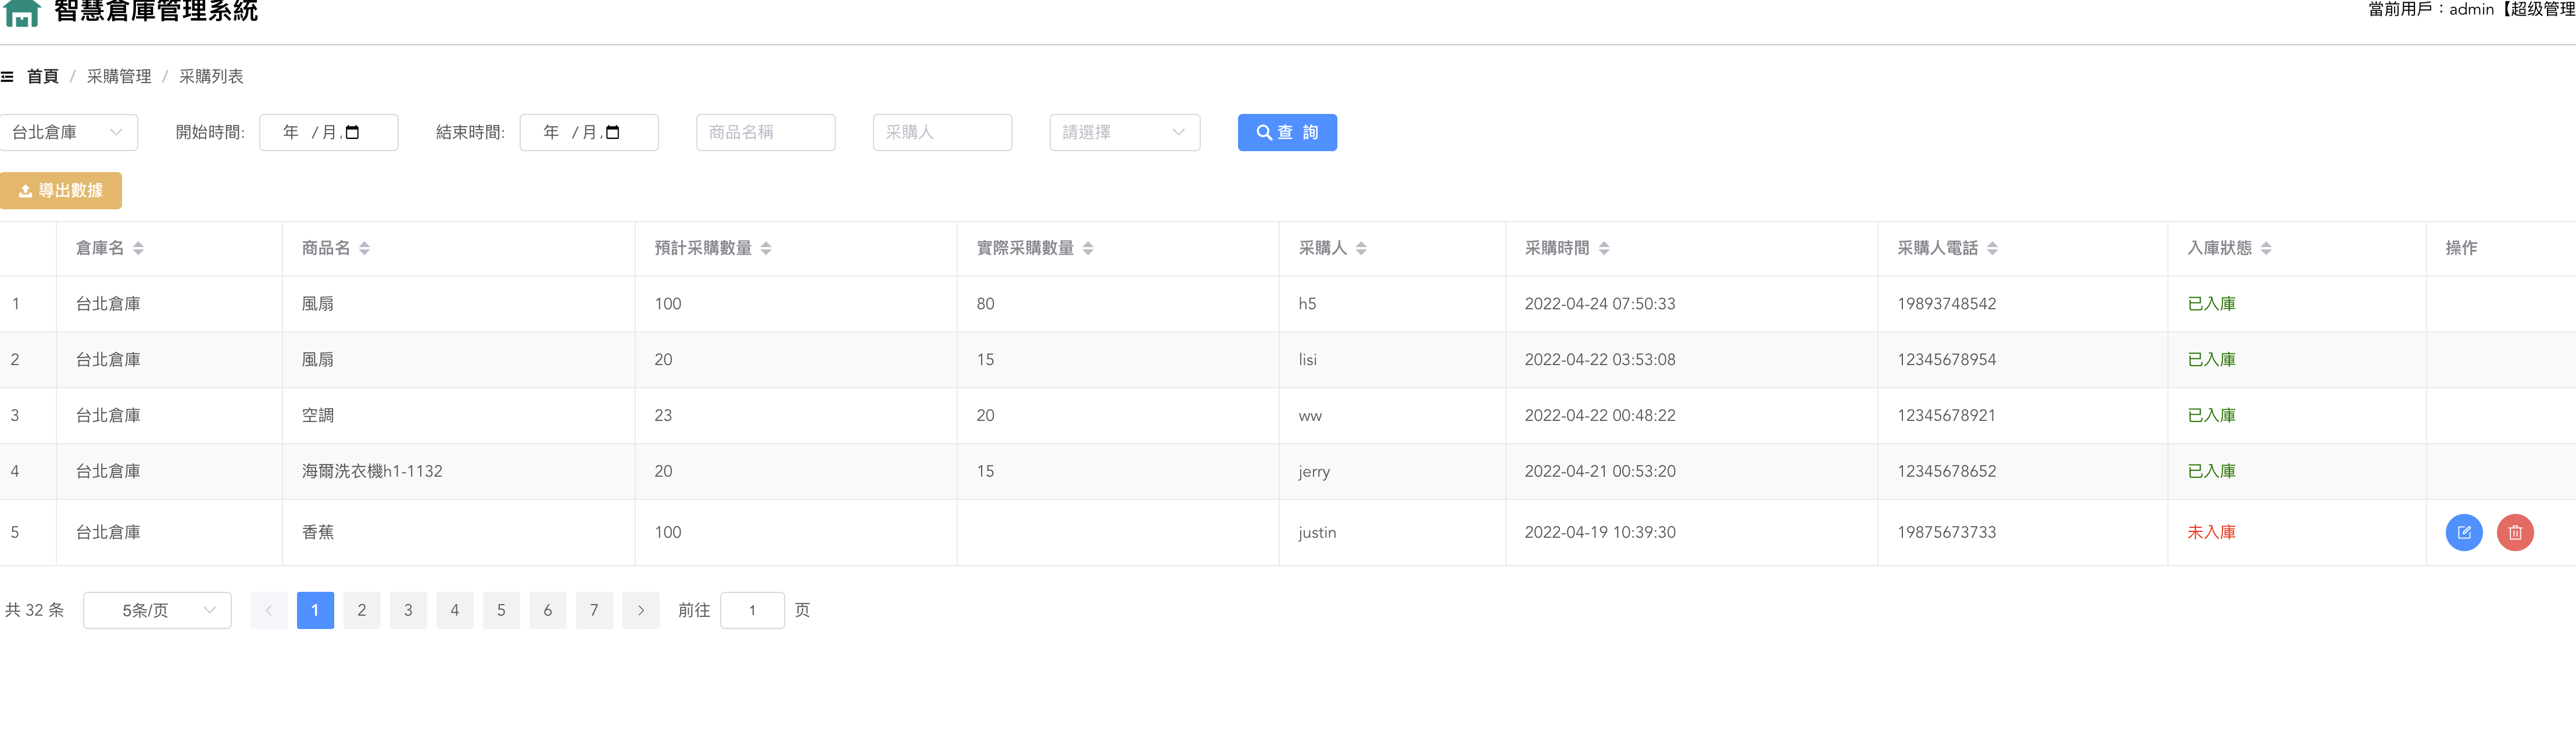 智慧倉庫管理系統
當前用戶：admin【超级管理
首頁 / 采購管理 / 采購列表
台北倉庫 開始時間: 年 /月 結束時間: 年 /月 商品名稱 采購人 請選擇 查 詢
導出數據
倉庫名 商品名 預計采購數量 實際采購數量 采購人 采購時間 采購人電話 入庫狀態 操作
1 台北倉庫 風扇 100 80 h5 2022-04-24 07:50:33 19893748542 已入庫
2 台北倉庫 風扇 20 15 lisi 2022-04-22 03:53:08 12345678954 已入庫
3 台北倉庫 空調 23 20 ww 2022-04-22 00:48:22 12345678921 已入庫
4 台北倉庫 海爾洗衣機h1-1132 20 15 jerry 2022-04-21 00:53:20 12345678652 已入庫
5 台北倉庫 香蕉 100 justin 2022-04-19 10:39:30 19875673733 未入庫
共 32 条 5条/页 1 2 3 4 5 6 7 前往 1 页